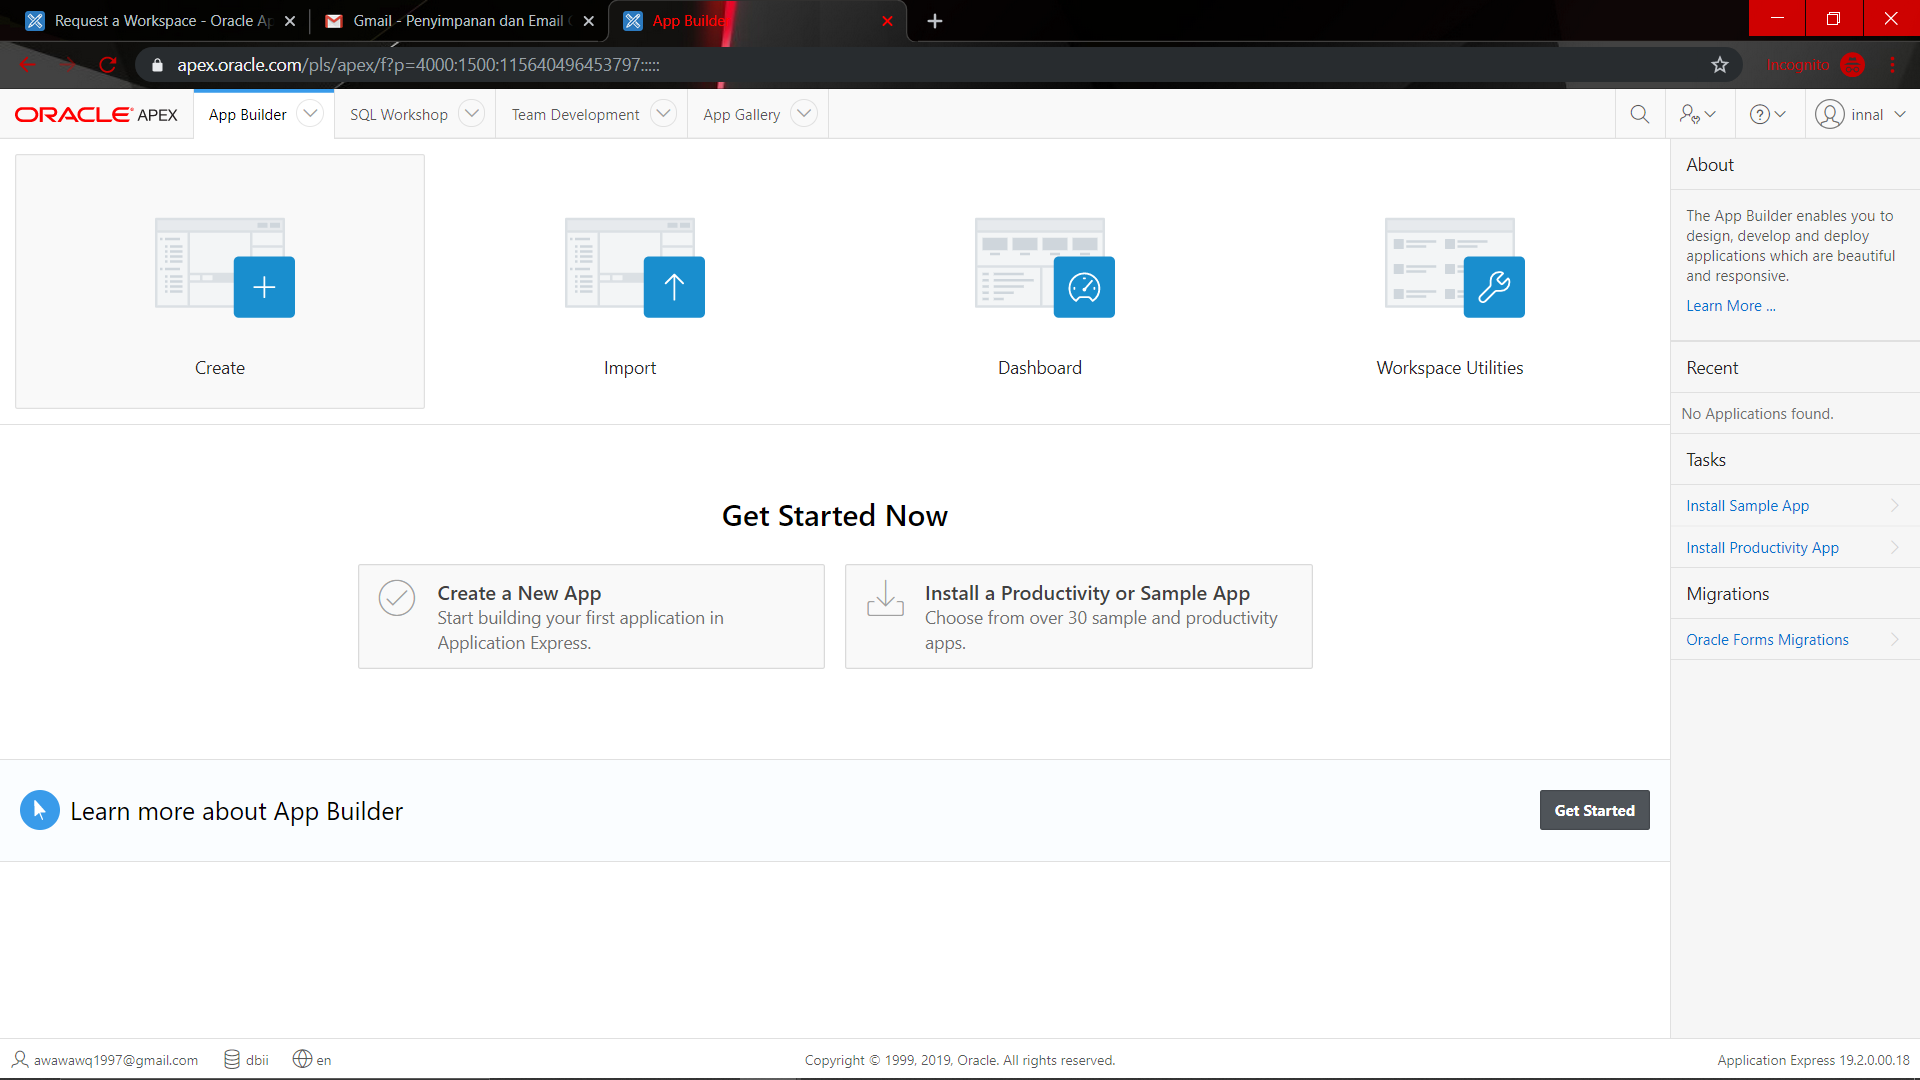 Request a Workspace - Oracle Ap
Gmail - Penyimpanan dan Email
App Builde
apex.oracle.com/pls/apex/f?p=4000:1500:115640496453797:::::
Incognito
ORACLE APEX
App Builder
SQL Workshop
Team Development
App Gallery
innal
Create
Import
Dashboard
Workspace Utilities
About
The App Builder enables you to
design, develop and deploy
applications which are beautiful
and responsive.
Learn More ...
Recent
No Applications found.
Tasks
Install Sample App
Install Productivity App
Migrations
Oracle Forms Migrations
Get Started Now
Create a New App
Start building your first application in
Application Express.
Install a Productivity or Sample App
Choose from over 30 sample and productivity
apps.
Learn more about App Builder
Get Started
awawawq1997@gmail.com
dbii
en
Copyright © 1999, 2019, Oracle. All rights reserved.
Application Express 19.2.0.00.18